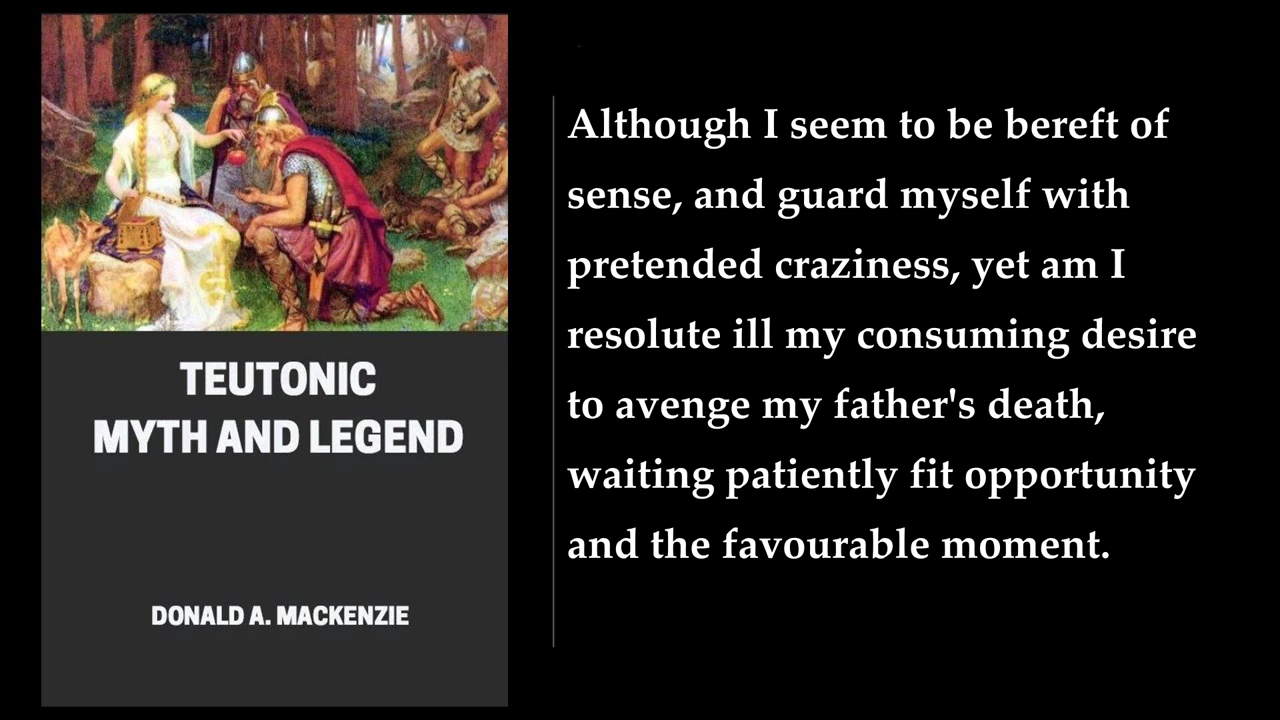 TEUTONIC
MYTH AND LEGEND
DONALD A. MACKENZIE
Although I seem to be bereft of
sense, and guard myself with
pretended craziness, yet am I
resolute ill my consuming desire
to avenge my father's death,
waiting patiently fit opportunity
and the favourable moment.